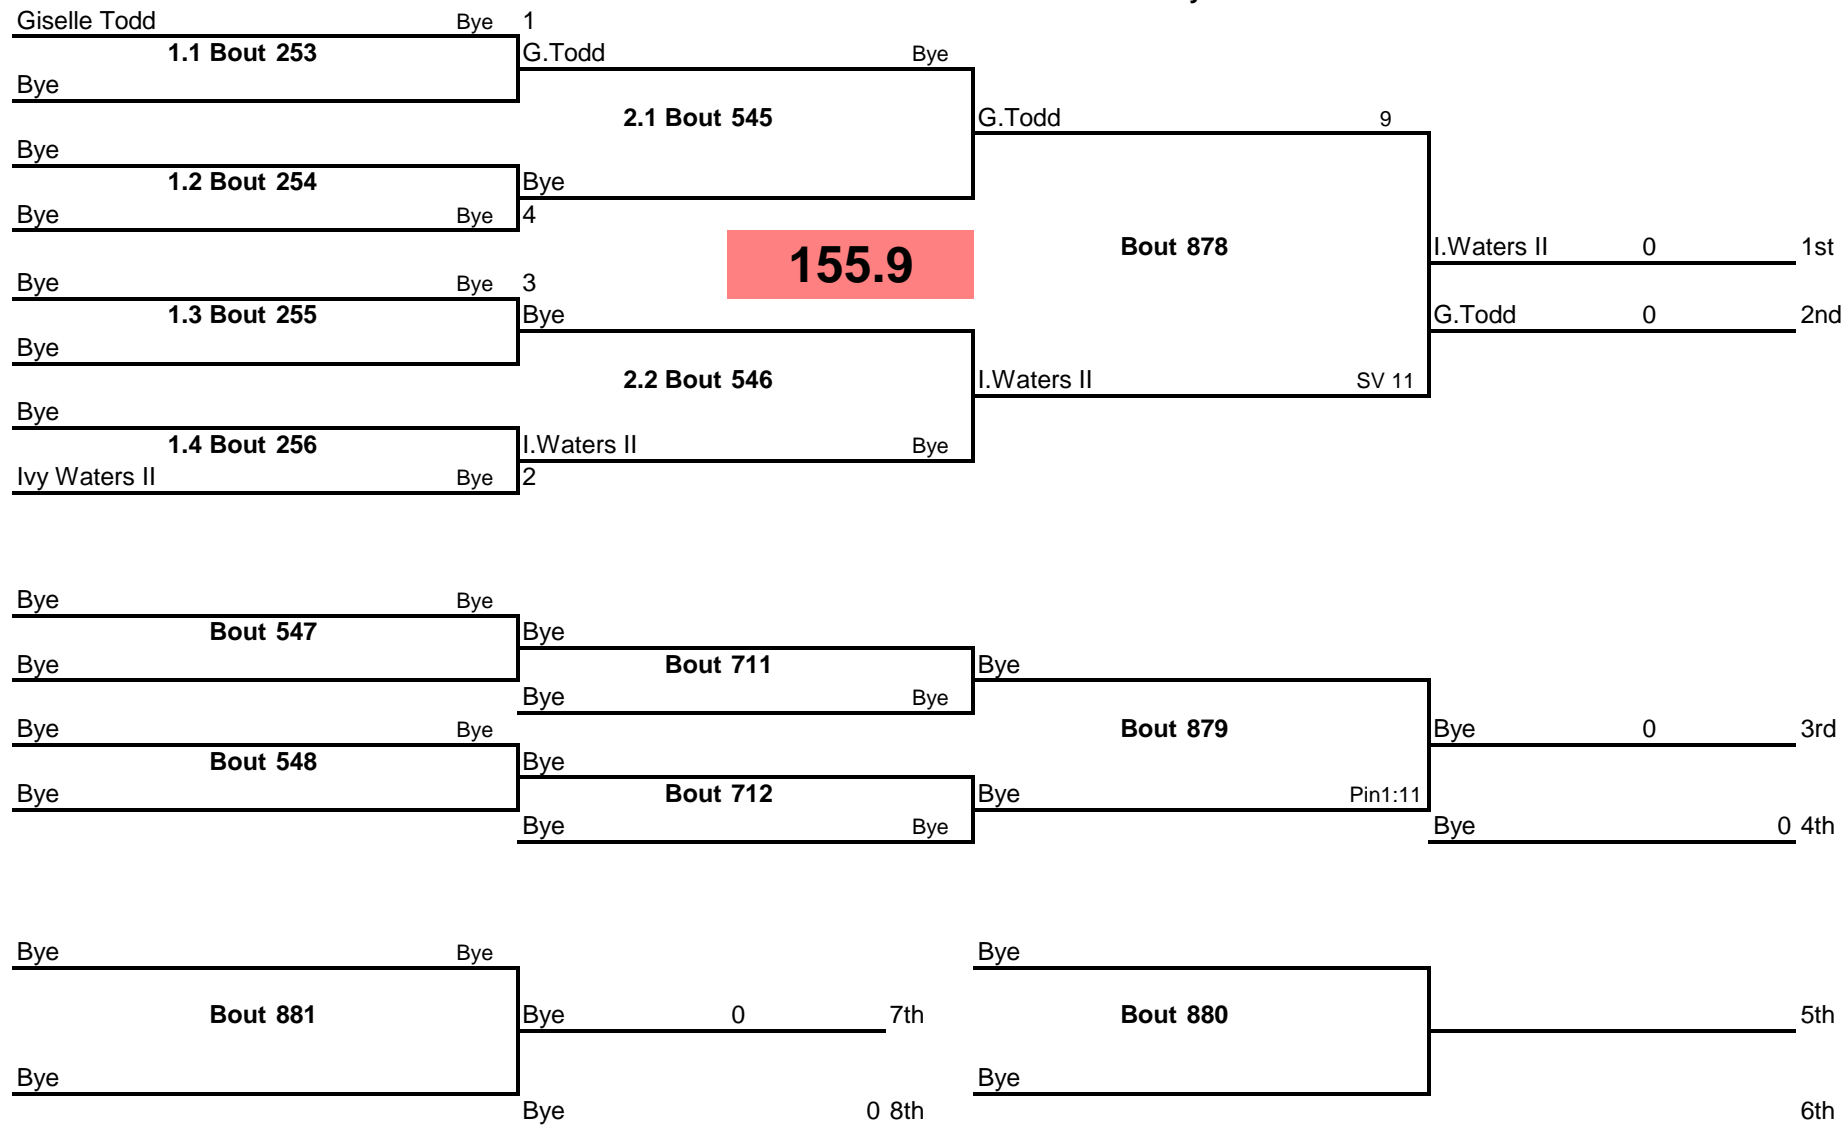 Giselle Todd Bye 1
1.1 Bout 253 G.Todd Bye
Bye
2.1 Bout 545 G.Todd 9
Bye
1.2 Bout 254 Bye
Bye Bye 4
155.9 Bout 878 I.Waters II 0 1st
Bye Bye 3
1.3 Bout 255 Bye G.Todd 0 2nd
Bye
2.2 Bout 546 I.Waters II SV 11
Bye
1.4 Bout 256 I.Waters II Bye
Ivy Waters II Bye 2
Bye Bye
Bout 547 Bye
Bye Bout 711 Bye
Bye Bye
Bye Bye Bout 879 Bye 0 3rd
Bout 548 Bye
Bye Bout 712 Bye Pin1:11
Bye Bye Bye 0 4th
Bye Bye Bye
Bout 881 Bye 0 7th Bout 880 5th
Bye Bye
Bye 0 8th 6th